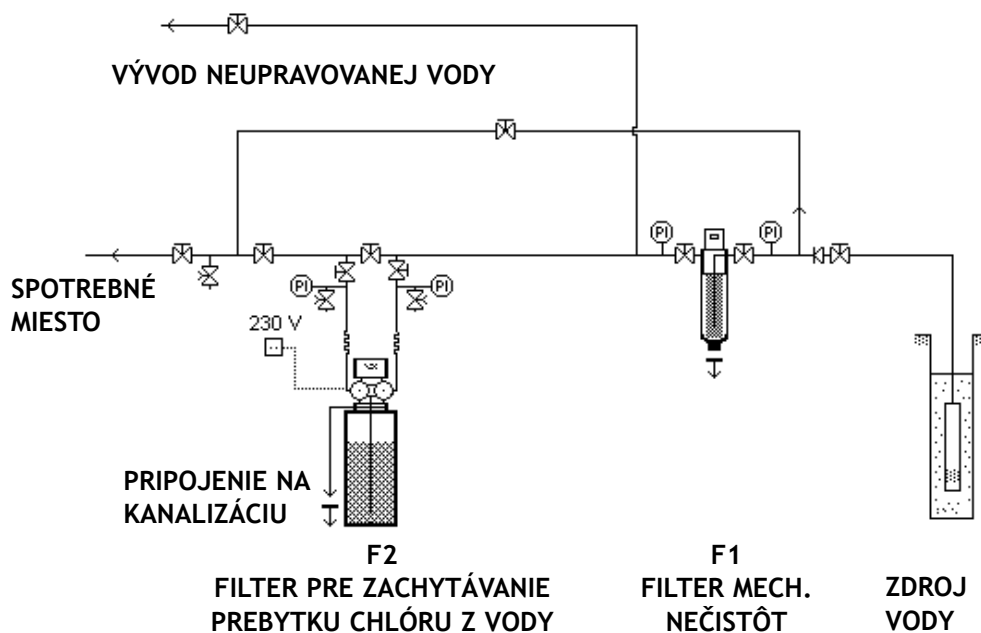 VÝVOD NEUPRAVOVANEJ VODY
PI
PI
SPOTREBNÉ
MIESTO
PI
PI
230 V
PRIPOJENIE NA
KANALIZÁCIU
F2
FILTER PRE ZACHYTÁVANIE
PREBYTKU CHLÓRU Z VODY
F1
FILTER MECH.
NEČISTÔT
ZDROJ
VODY